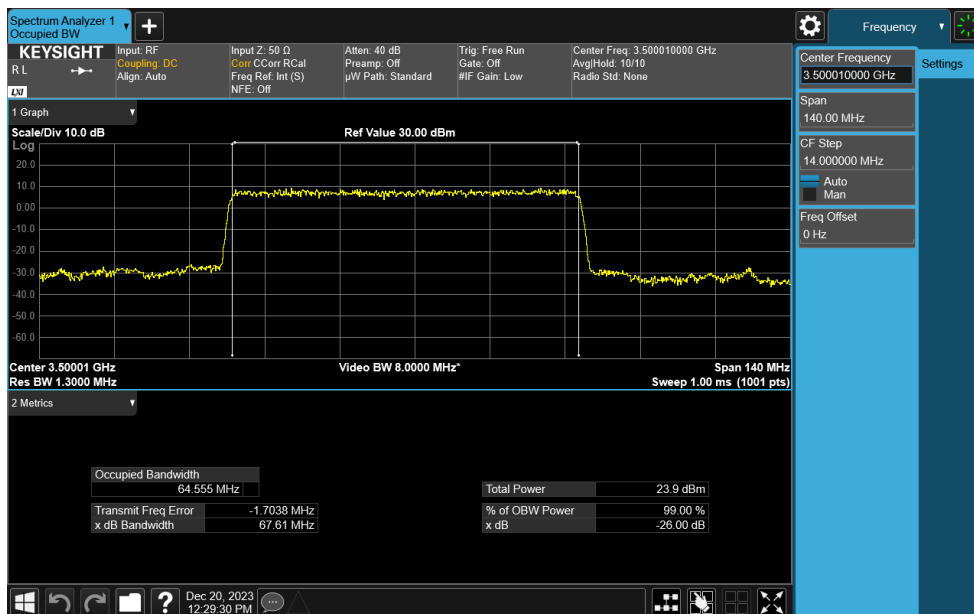 Spectrum Analyzer 1
Occupied BW
+
Frequency
KEYSIGHT
R L
LXI
Input: RF
Coupling: DC
Align: Auto
Input Z: 50 Ω
Corr CCorr RCal
Freq Ref: Int (S)
NFE: Off
Atten: 40 dB
Preamp: Off
µW Path: Standard
Trig: Free Run
Gate: Off
#IF Gain: Low
Center Freq: 3.500010000 GHz
Avg|Hold: 10/10
Radio Std: None
Center Frequency
3.500010000 GHz
Settings
Span
140.00 MHz
CF Step
14.000000 MHz
Auto
Man
Freq Offset
0 Hz
1 Graph
Scale/Div 10.0 dB
Ref Value 30.00 dBm
Log
20.0
10.0
0.00
-10.0
-20.0
-30.0
-40.0
-50.0
-60.0
Center 3.50001 GHz
Video BW 8.0000 MHz*
Span 140 MHz
Res BW 1.3000 MHz
Sweep 1.00 ms (1001 pts)
2 Metrics
Occupied Bandwidth
64.555 MHz
Total Power 23.9 dBm
Transmit Freq Error -1.7038 MHz
% of OBW Power 99.00 %
x dB Bandwidth 67.61 MHz
x dB -26.00 dB
?
Dec 20, 2023
12:29:30 PM